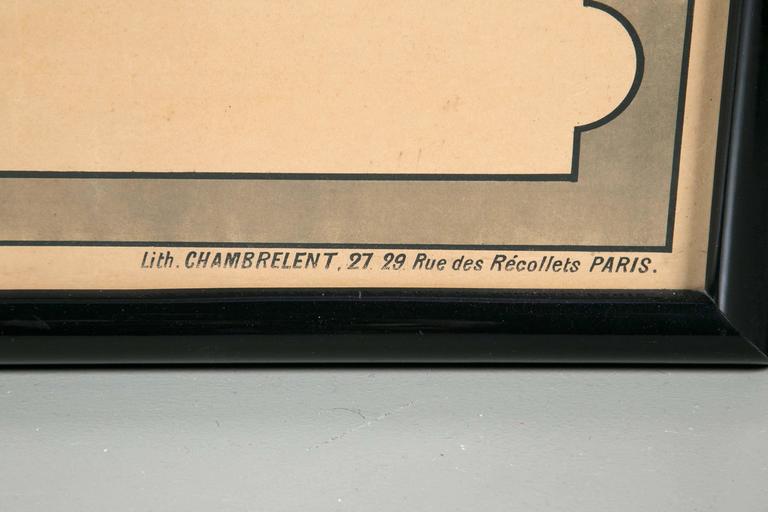 Lith. CHAMBRELENT, 27. 29. Rue des Récollets PARIS.